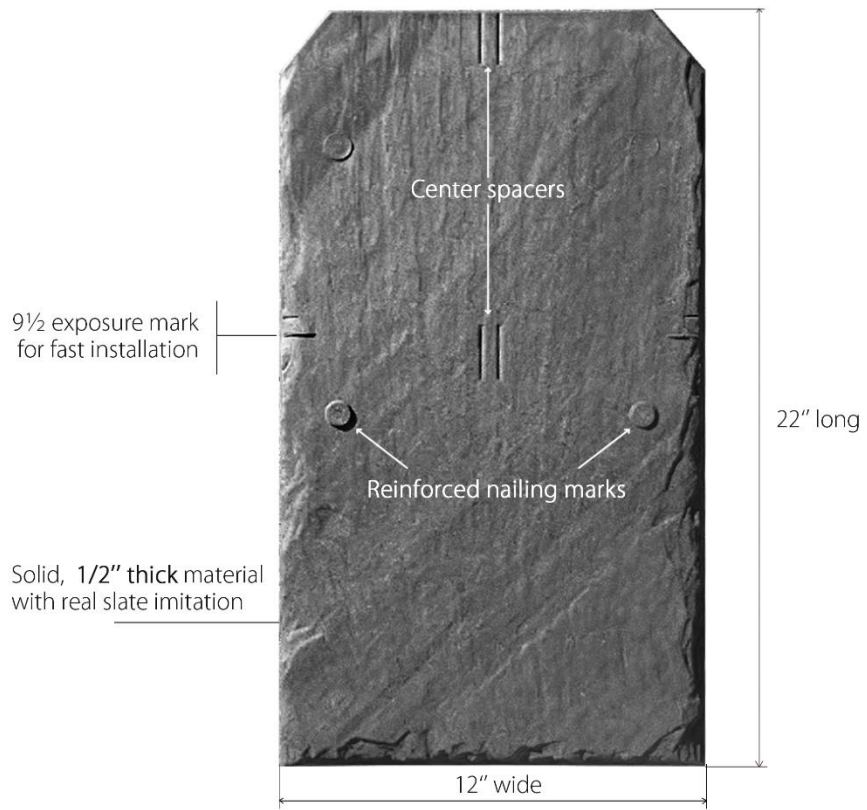 Center spacers
9½ exposure mark
for fast installation
22" long
Reinforced nailing marks
Solid, 1/2" thick material
with real slate imitation
12" wide